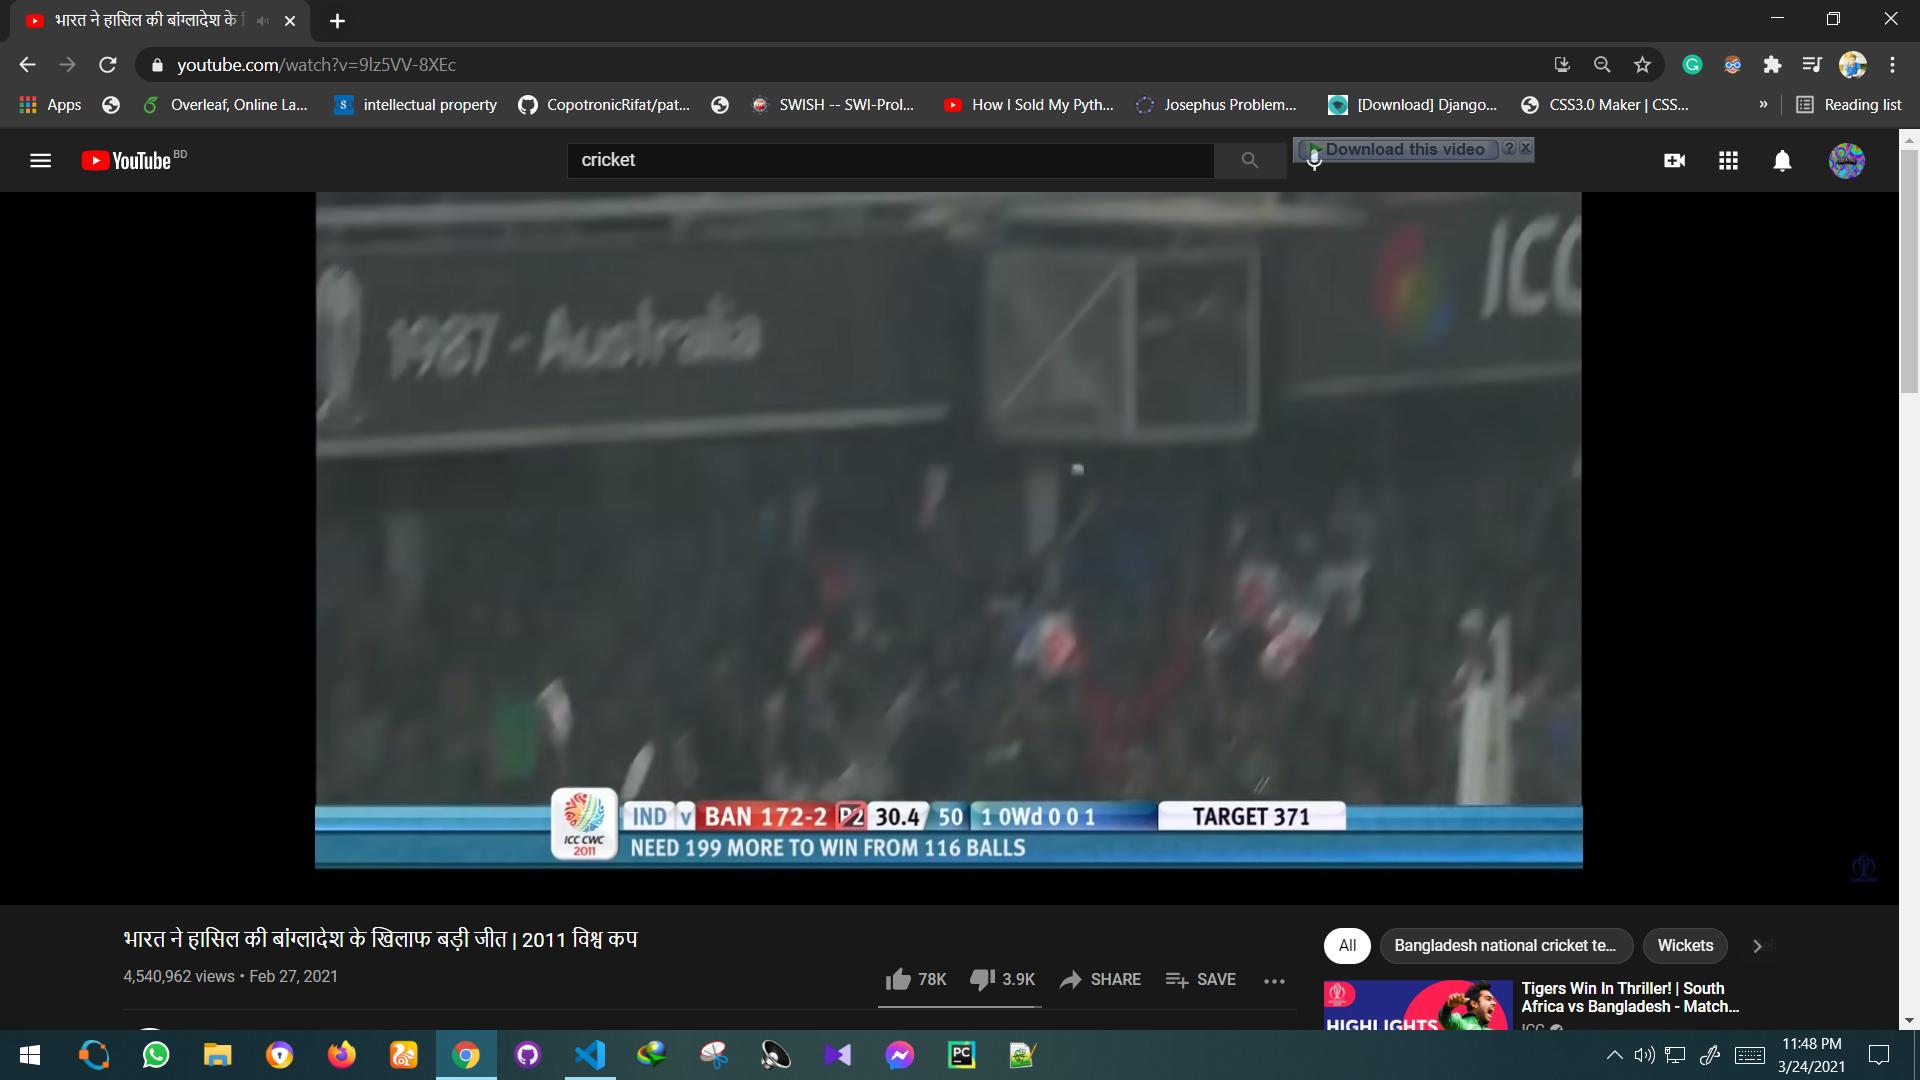 भारत ने हासिल की बांग्लादेश के
youtube.com/watch?v=9lz5VV-8XEc
Apps
Overleaf, Online La...
intellectual property
CopotronicRifat/pat...
SWISH -- SWI-Prol...
How I Sold My Pyth...
Josephus Problem...
[Download] Django...
CSS3.0 Maker | CSS...
»
Reading list
YouTube BD
cricket
Download this video
1987 - Australia
ICC
ICC CWC
2011
IND v BAN 172-2 P2 30.4 50 1 0Wd 0 0 1 TARGET 371
NEED 199 MORE TO WIN FROM 116 BALLS
भारत ने हासिल की बांग्लादेश के खिलाफ बड़ी जीत | 2011 विश्व कप
4,540,962 views • Feb 27, 2021
78K
3.9K
SHARE
SAVE
All
Bangladesh national cricket te...
Wickets
HIGHLIGHTS
Tigers Win In Thriller! | South
Africa vs Bangladesh - Match...
ICC
11:48 PM
3/24/2021